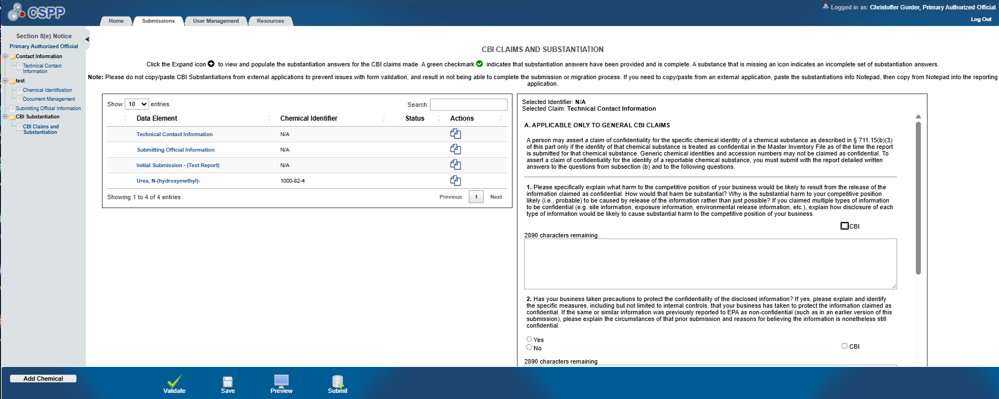 CSPP
Logged in as: Christoffer Gorder, Primary Authorized Official
Log Out
Home
Submissions
User Management
Resources
Section 8(e) Notice
Primary Authorized Official
Contact Information
Technical Contact
Information
test
Chemical Identification
Document Management
Submitting Official Information
CBI Substantiation
CBI Claims and
Substantiation
CBI CLAIMS AND SUBSTANTIATION
Click the Expand icon to view and populate the substantiation answers for the CBI claims made. A green checkmark indicates that substantiation answers have been provided and is complete. A substance that is missing an icon indicates an incomplete set of substantiation answers.
Note: Please do not copy/paste CBI Substantiations from external applications to prevent issues with form validation, and result in not being able to complete the submission or migration process. If you need to copy/paste from an external application, paste the substantiations into Notepad, then copy from Notepad into the reporting
application.
Show 10 entries
Search:
Data Element Chemical Identifier Status Actions
Technical Contact Information N/A
Submitting Official Information N/A
Initial Submission - (Test Report) N/A
Urea, N-(hydroxymethyl)- 1000-82-4
Showing 1 to 4 of 4 entries
Previous 1 Next
Selected Identifier: N/A
Selected Claim: Technical Contact Information
A. APPLICABLE ONLY TO GENERAL CBI CLAIMS
A person may assert a claim of confidentiality for the specific chemical identity of a chemical substance as described in § 711.15(b)(3)
of this part only if the identity of that chemical substance is treated as confidential in the Master Inventory File as of the time the report
is submitted for that chemical substance. Generic chemical identities and accession numbers may not be claimed as confidential. To
assert a claim of confidentiality for the identity of a reportable chemical substance, you must submit with the report detailed written
answers to the questions from subsection (b) and to the following questions.
1. Please specifically explain what harm to the competitive position of your business would be likely to result from the release of the
information claimed as confidential. How would that harm be substantial? Why is the substantial harm to your competitive position
likely (i.e., probable) to be caused by release of the information rather than just possible? If you claimed multiple types of information
to be confidential (e.g. site information, exposure information, environmental release information, etc.), explain how disclosure of each
type of information would be likely to cause substantial harm to the competitive position of your business.
CBI
2890 characters remaining
2. Has your business taken precautions to protect the confidentiality of the disclosed information? If yes, please explain and identify
the specific measures, including but not limited to internal controls, that your business has taken to protect the information claimed as
confidential. If the same or similar information was previously reported to EPA as non-confidential (such as in an earlier version of this
submission), please explain the circumstances of that prior submission and reasons for believing the information is nonetheless still
confidential.
Yes
No
CBI
2890 characters remaining
Add Chemical
Validate
Save
Preview
Submit